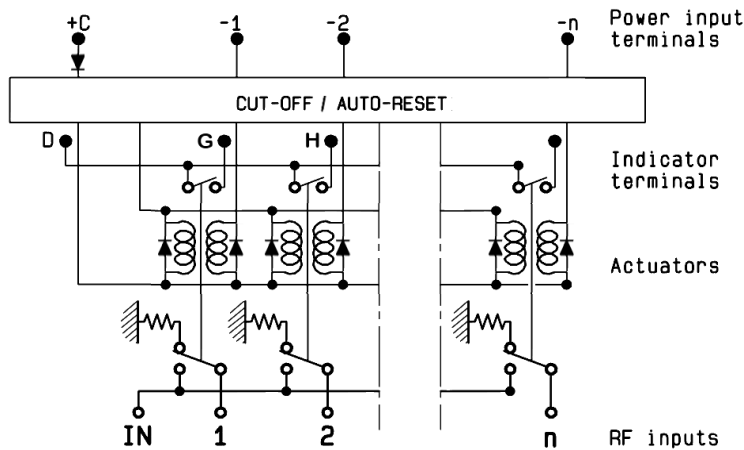 +C -1 -2 -n Power input
terminals
CUT-OFF / AUTO-RESET
D G H
Indicator
terminals
Actuators
IN 1 2 n RF inputs